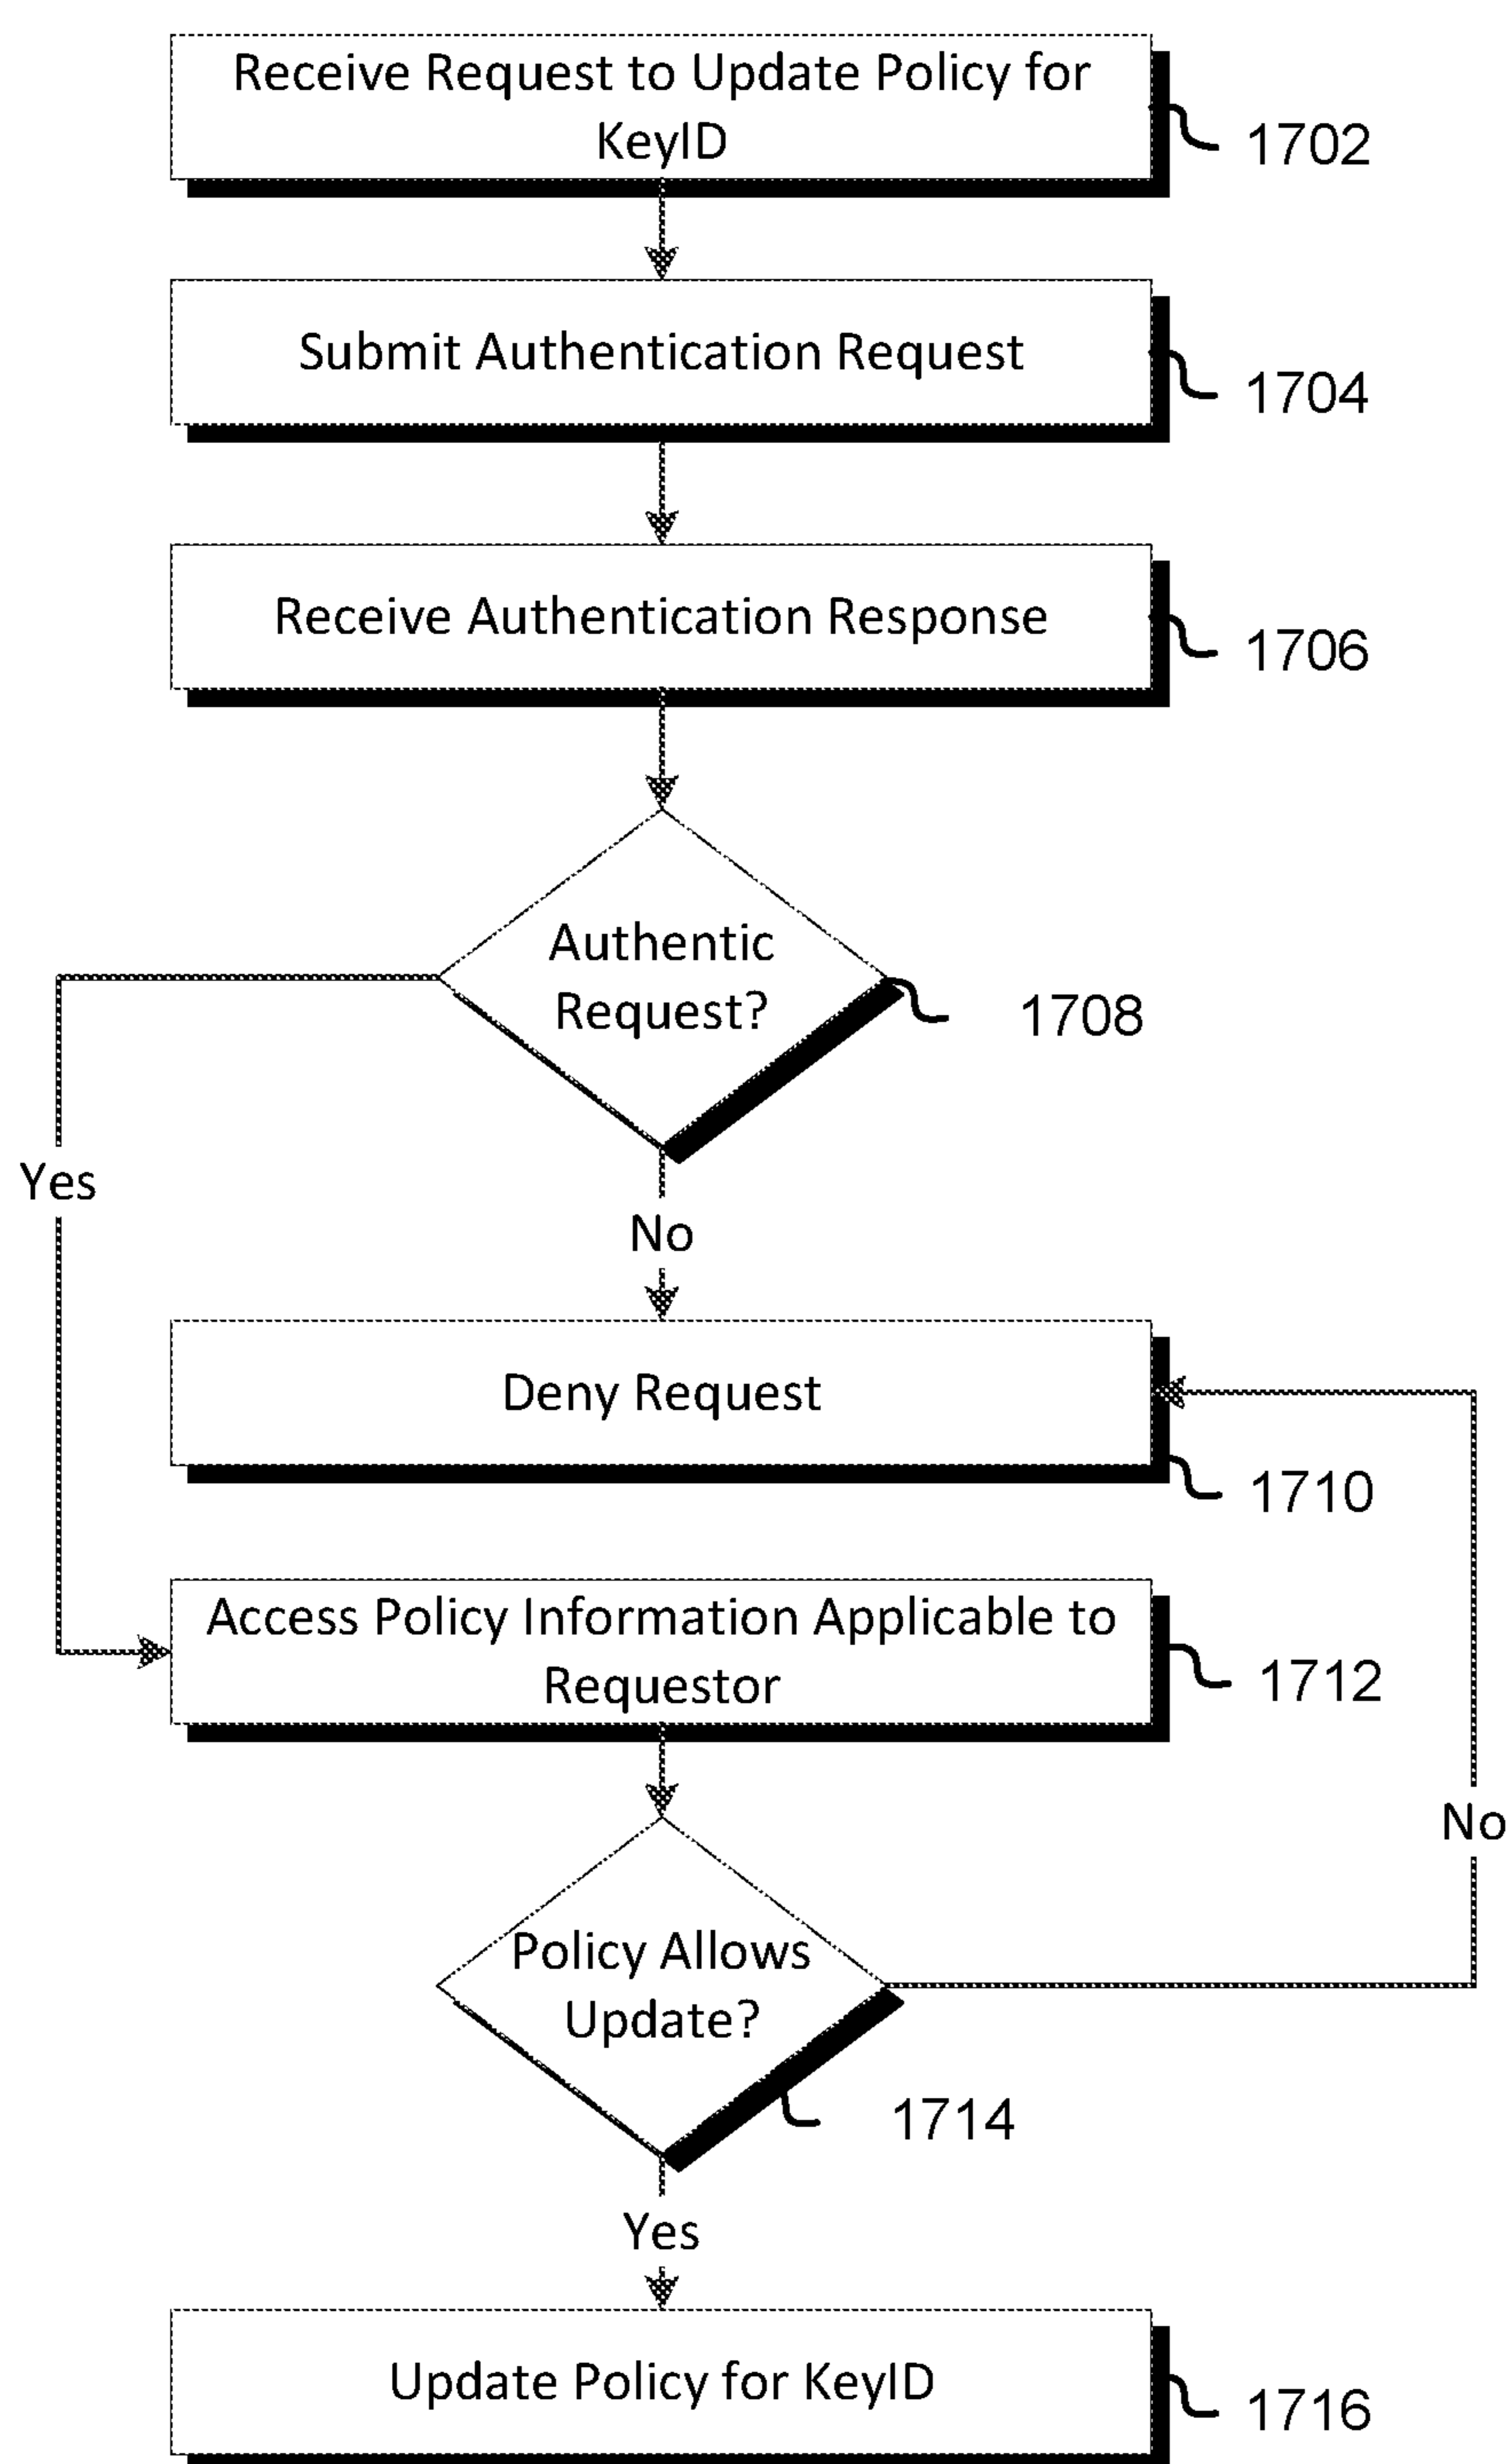 Receive Request to Update Policy for
KeyID
1702
Submit Authentication Request
1704
Receive Authentication Response
1706
Authentic
Request?
1708
Yes
No
Deny Request
1710
Access Policy Information Applicable to
Requestor
1712
No
Policy Allows
Update?
1714
Yes
Update Policy for KeyID
1716